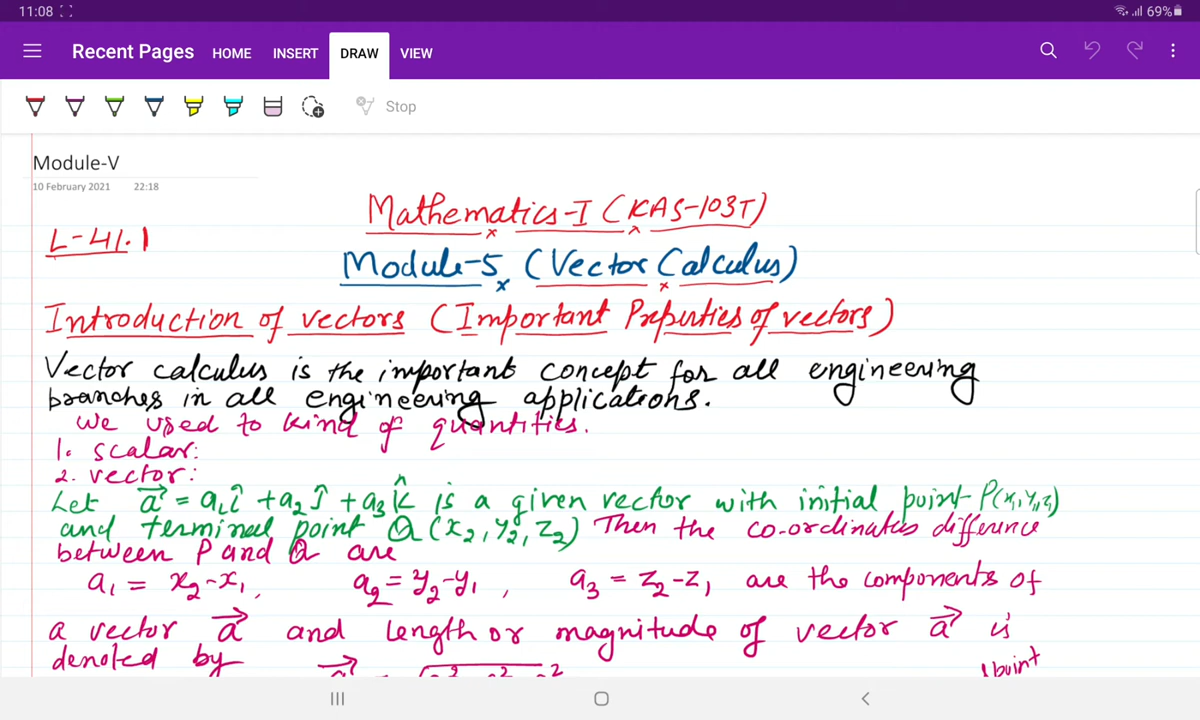 11:08 69%
Recent Pages HOME INSERT DRAW VIEW
Stop
Module-V
10 February 2021 22:18
Mathematics-I (KAS-103T)
L-41.1
Module-5 (Vector Calculus)
Introduction of vectors (Important Properties of vectors)
Vector calculus is the important concept for all engineering
branches in all engineering applications.
We used to kind of quantities.
1. scalar:
2. vector:
Let a⃗ = a₁î + a₂ĵ + a₃k̂ is a given vector with initial point P(x₁,y₁,z₁)
and terminal point Q(x₂,y₂,z₂) Then the co-ordinates difference
between P and Q are
a₁ = x₂-x₁, a₂ = y₂-y₁, a₃ = z₂-z₁ are the components of
a vector a⃗ and length or magnitude of vector a⃗ is
denoted by